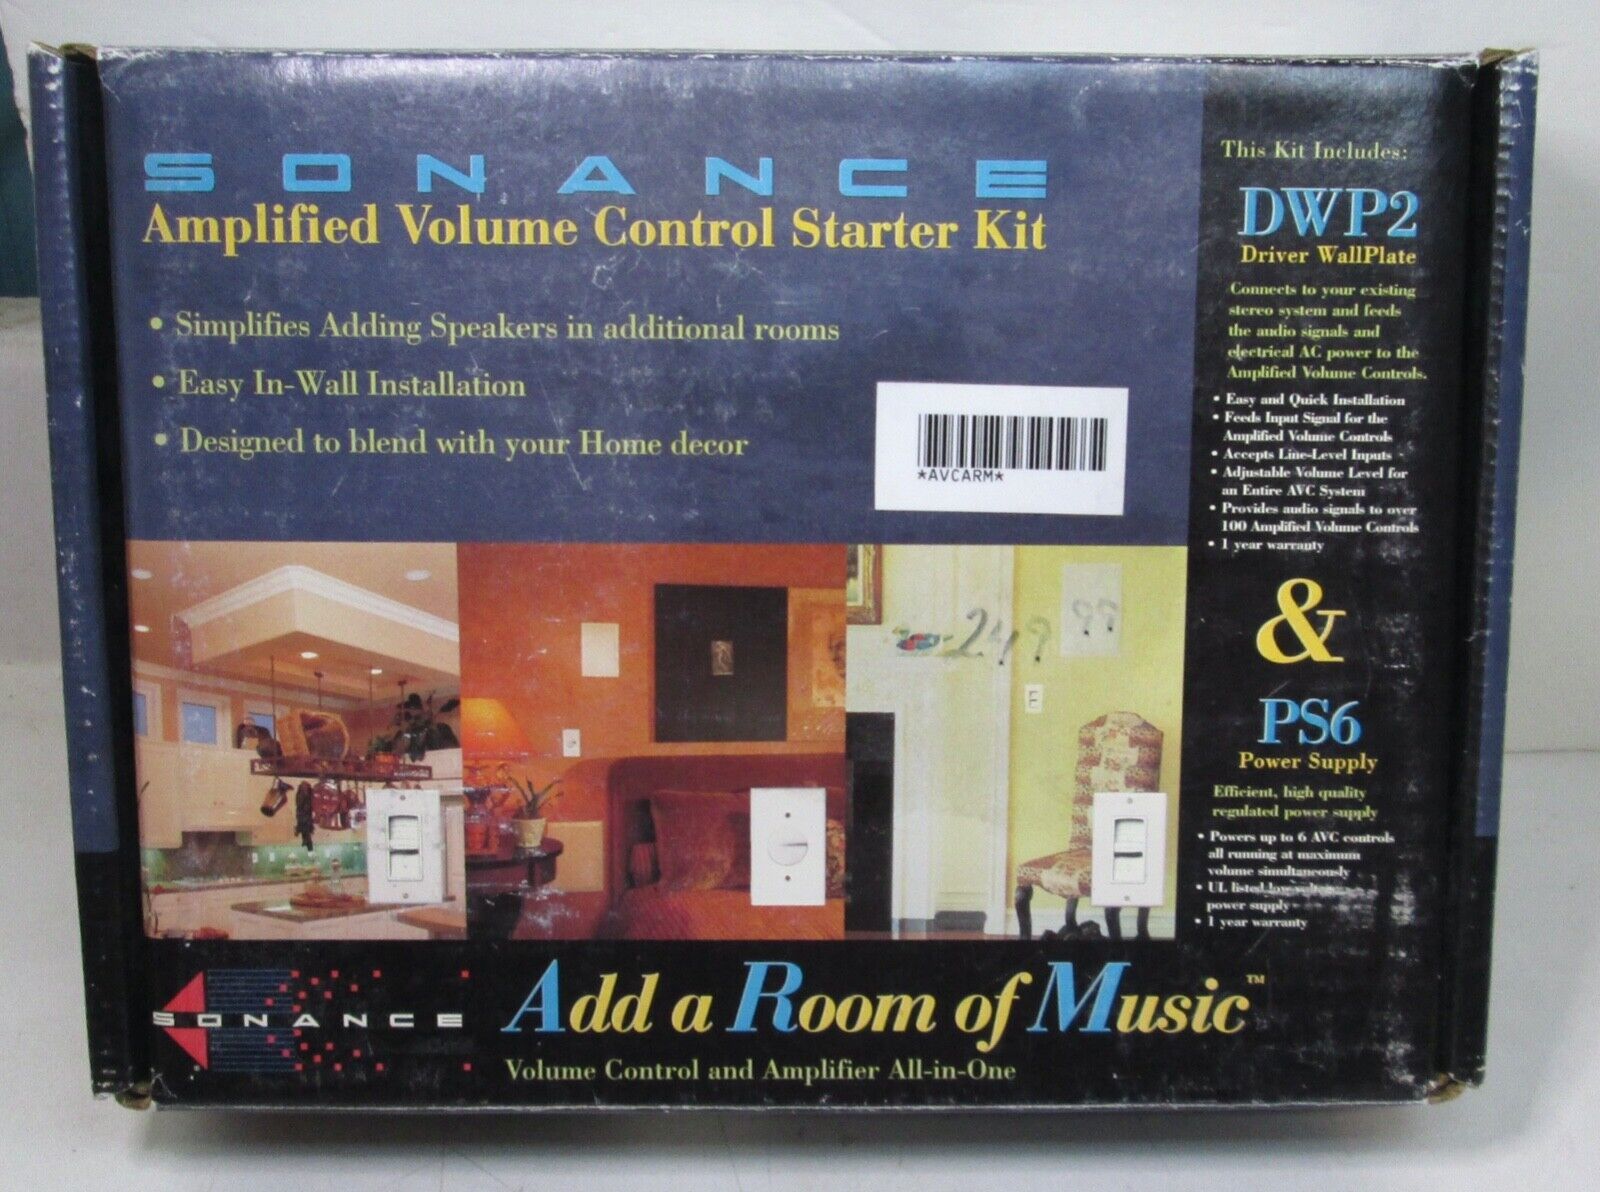 SONANCE
Amplified Volume Control Starter Kit
• Simplifies Adding Speakers in additional rooms
• Easy In-Wall Installation
• Designed to blend with your Home decor
*AVCARM*
249 99
This Kit Includes:
DWP2
Driver WallPlate
Connects to your existing
stereo system and feeds
the audio signals and
electrical AC power to the
Amplified Volume Controls.
• Easy and Quick Installation
• Feeds Input Signal for the
Amplified Volume Controls
• Accepts Line-Level Inputs
• Adjustable Volume Level for
an Entire AVC System
• Provides audio signals to over
100 Amplified Volume Controls
• 1 year warranty
&
PS6
Power Supply
Efficient, high quality
regulated power supply
• Powers up to 6 AVC controls
all running at maximum
volume simultaneously
• UL listed low voltage
power supply
• 1 year warranty
SONANCE
Add a Room of Music™
Volume Control and Amplifier All-in-One